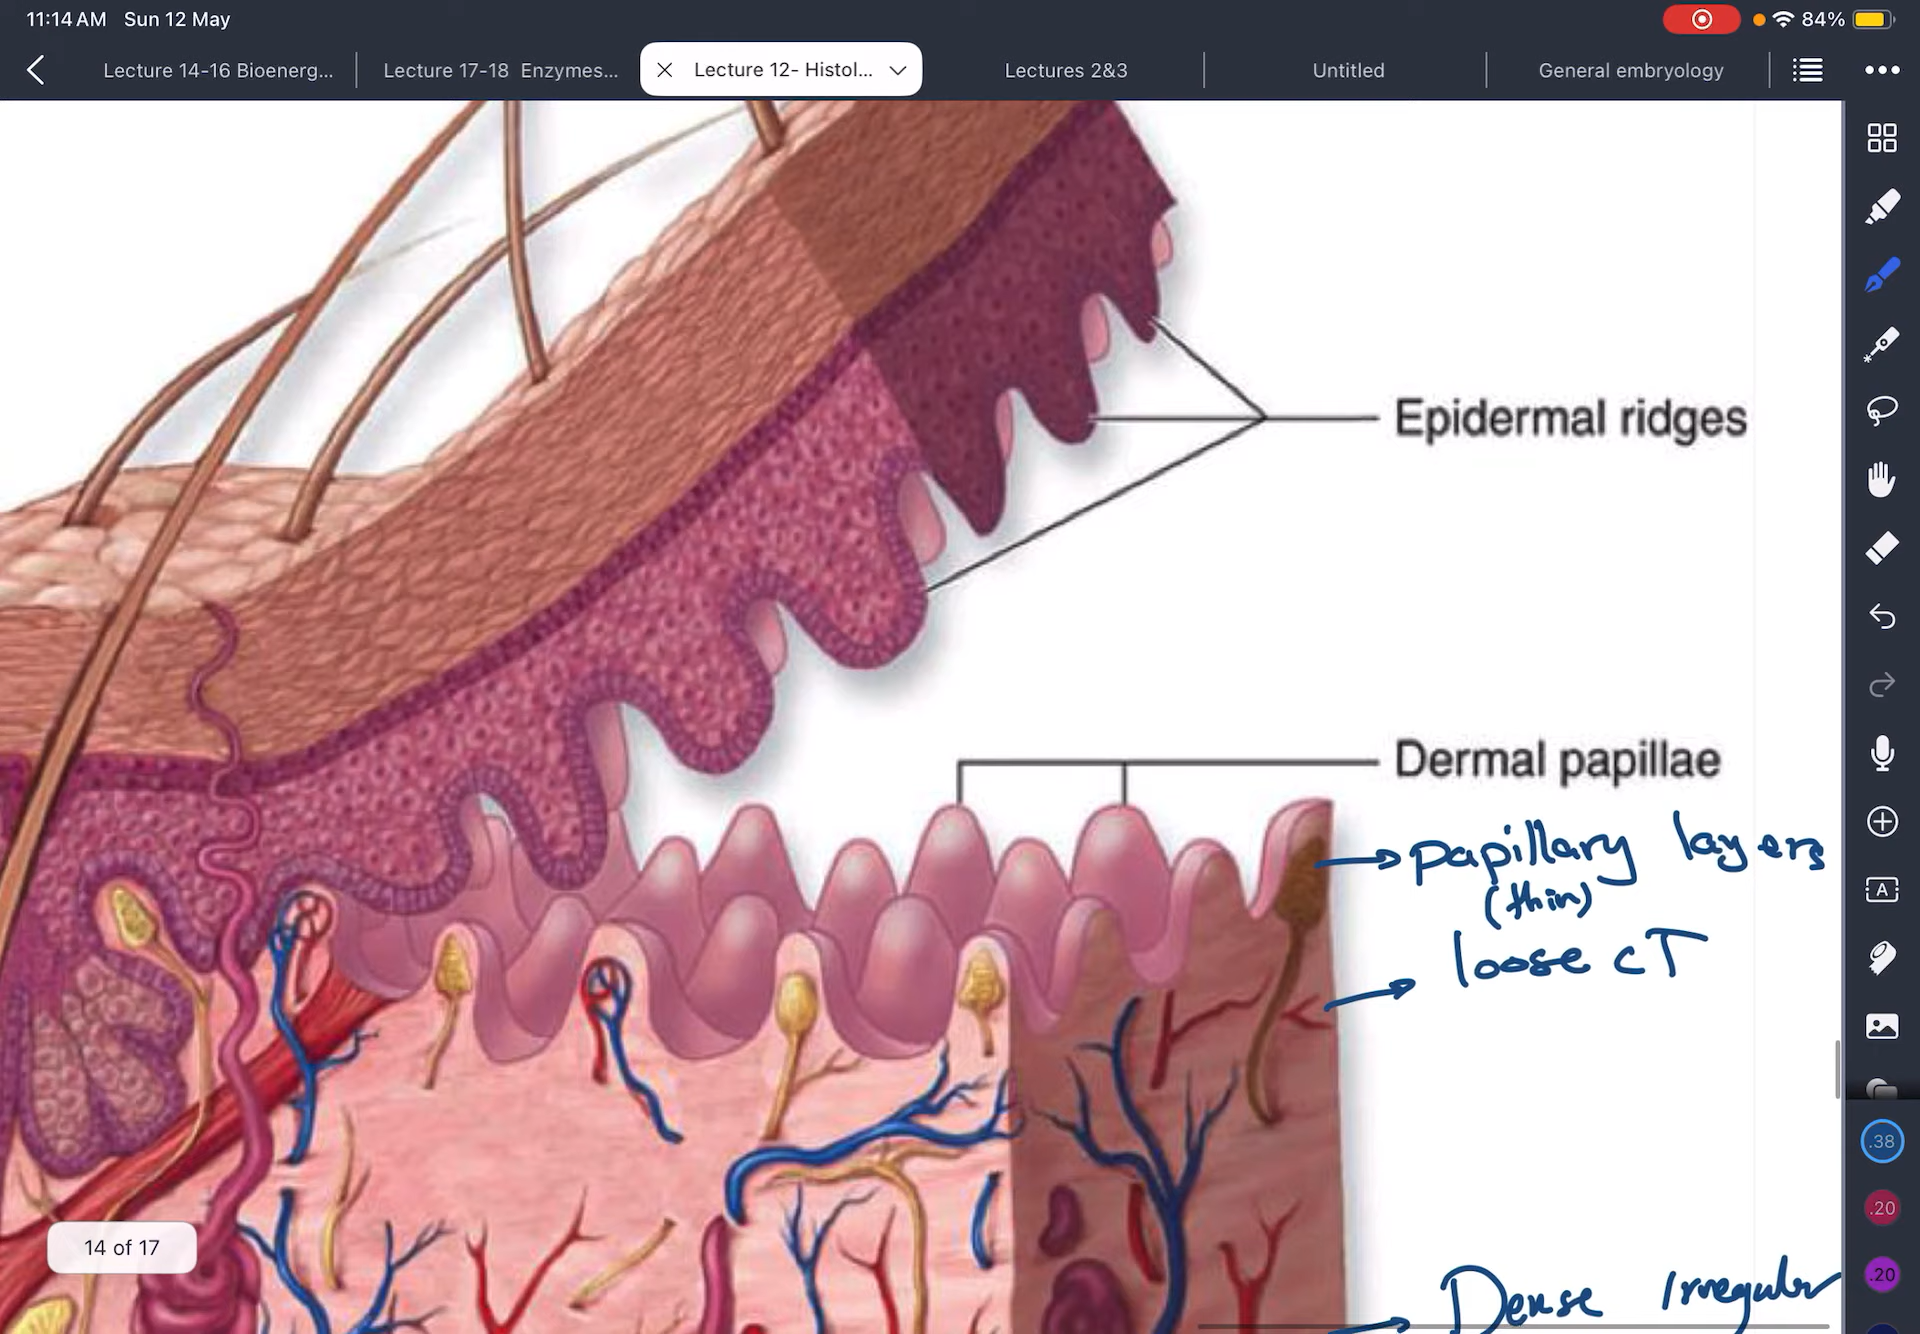 11:14 AM Sun 12 May
84%
Lecture 14-16 Bioenerg...
Lecture 17-18 Enzymes...
Lecture 12- Histol...
Lectures 2&3
Untitled
General embryology
Epidermal ridges
Dermal papillae
papillary layers
(thin)
loose CT
A
.38
.20
14 of 17
.20
Dense Irregular